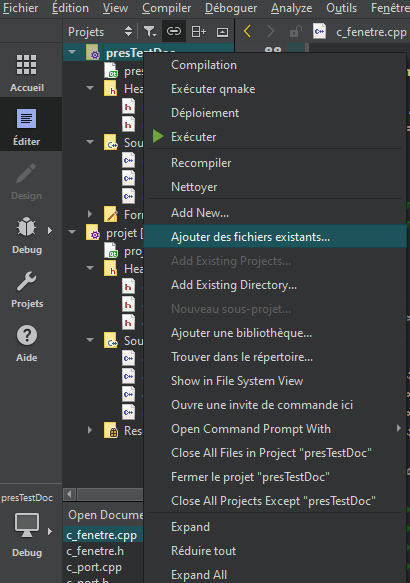 Fichier Édition View Compiler Déboguer Analyze Outils Fenêtre
Projets
c_fenetre.cpp
presTestDoc
Compilation
Exécuter qmake
Déploiement
Exécuter
Recompiler
Nettoyer
Add New...
Ajouter des fichiers existants...
Add Existing Projects...
Add Existing Directory...
Nouveau sous-projet...
Ajouter une bibliothèque...
Trouver dans le répertoire...
Show in File System View
Ouvre une invite de commande ici
Open Command Prompt With
Close All Files in Project "presTestDoc"
Fermer le projet "presTestDoc"
Close All Projects Except "presTestDoc"
Expand
Réduire tout
Expand All
Accueil
Éditer
Design
Debug
Projets
Aide
presTestDoc
Debug
pres
Hea
Sou
For
projet [
proj
Hea
Sou
Res
Open Docume
c_fenetre.cpp
c_fenetre.h
c_port.cpp
c_port.h